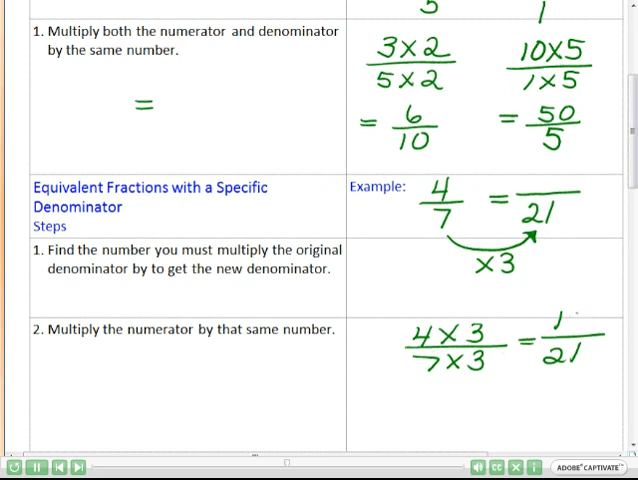 5 1
1. Multiply both the numerator and denominator
by the same number.
=
3 x 2 10 x 5
5 x 2 1 x 5
= 6 = 50
10 5
Equivalent Fractions with a Specific
Denominator
Steps
Example: 4 =
7 21
x 3
1. Find the number you must multiply the original
denominator by to get the new denominator.
2. Multiply the numerator by that same number.
4 x 3 = 1
7 x 3 21
CC
ADOBE CAPTIVATE™